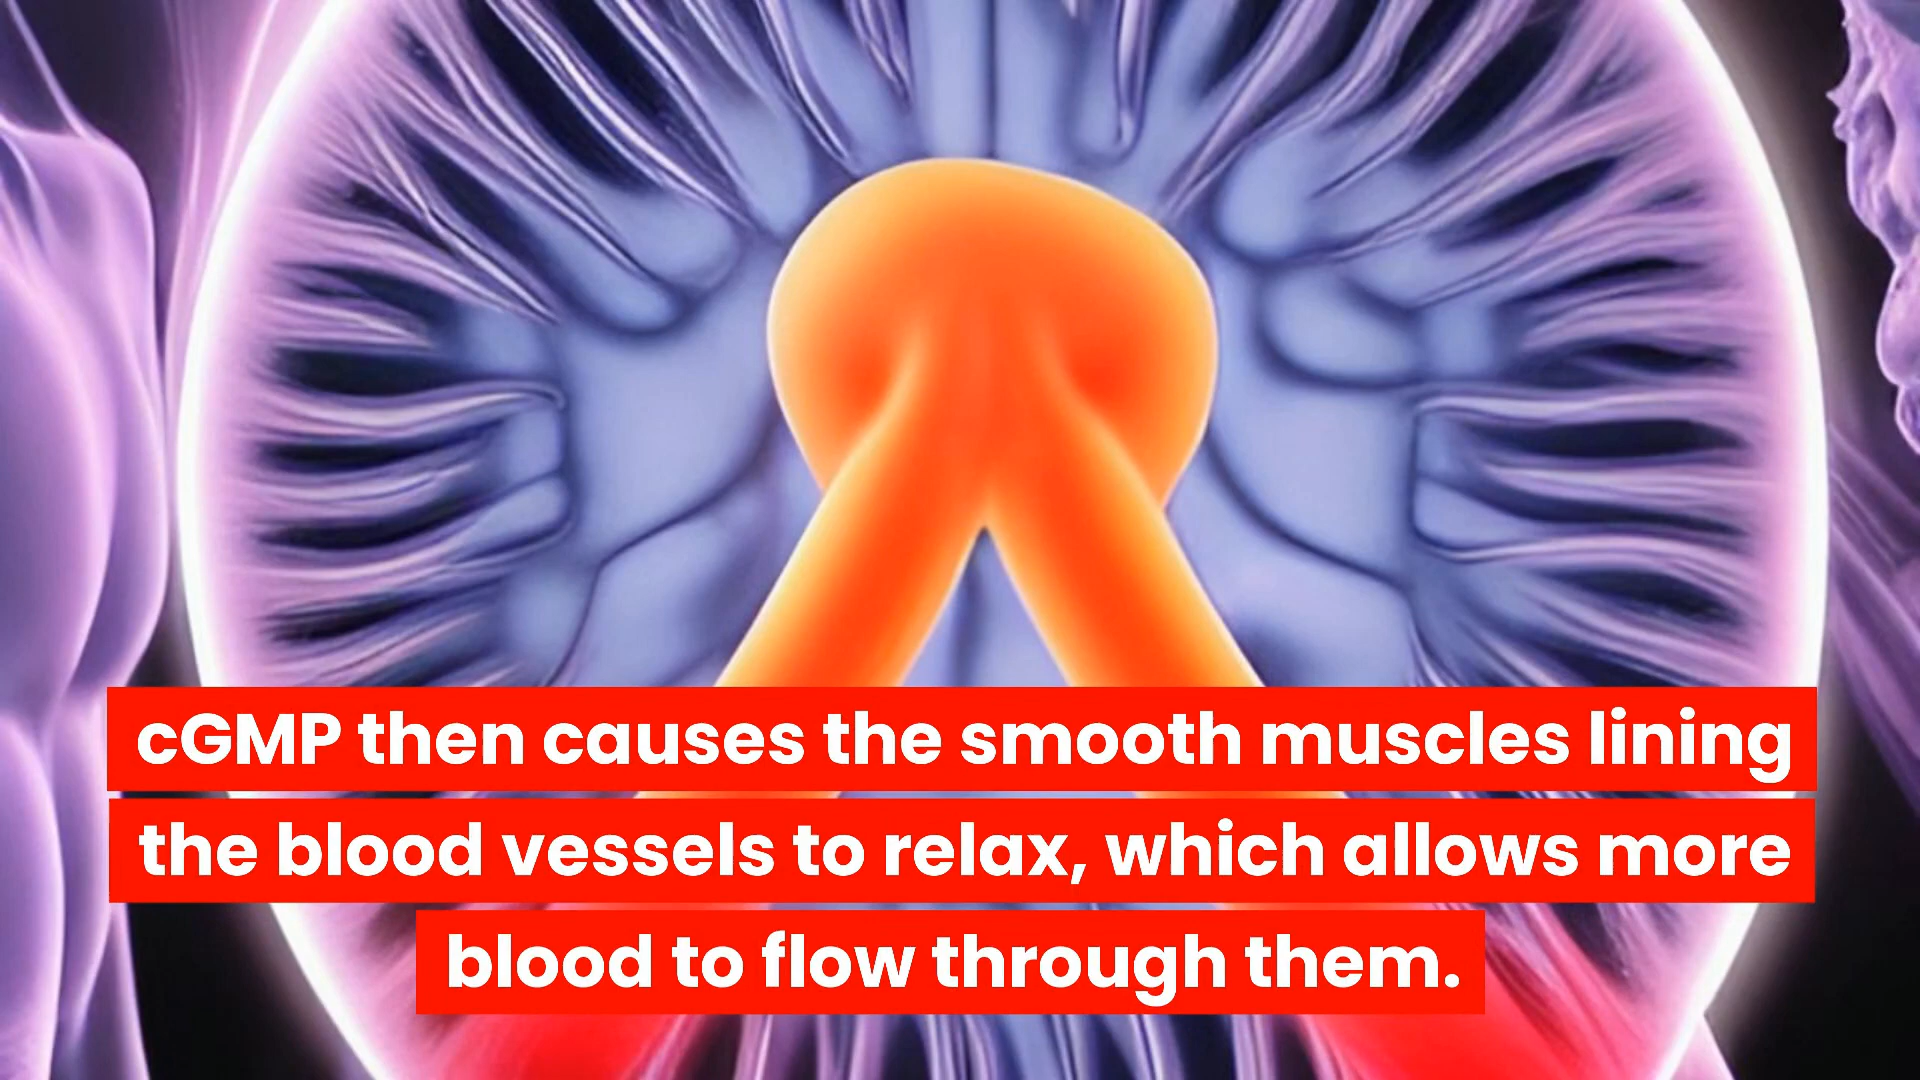 cGMP then causes the smooth muscles lining
the blood vessels to relax, which allows more
blood to flow through them.